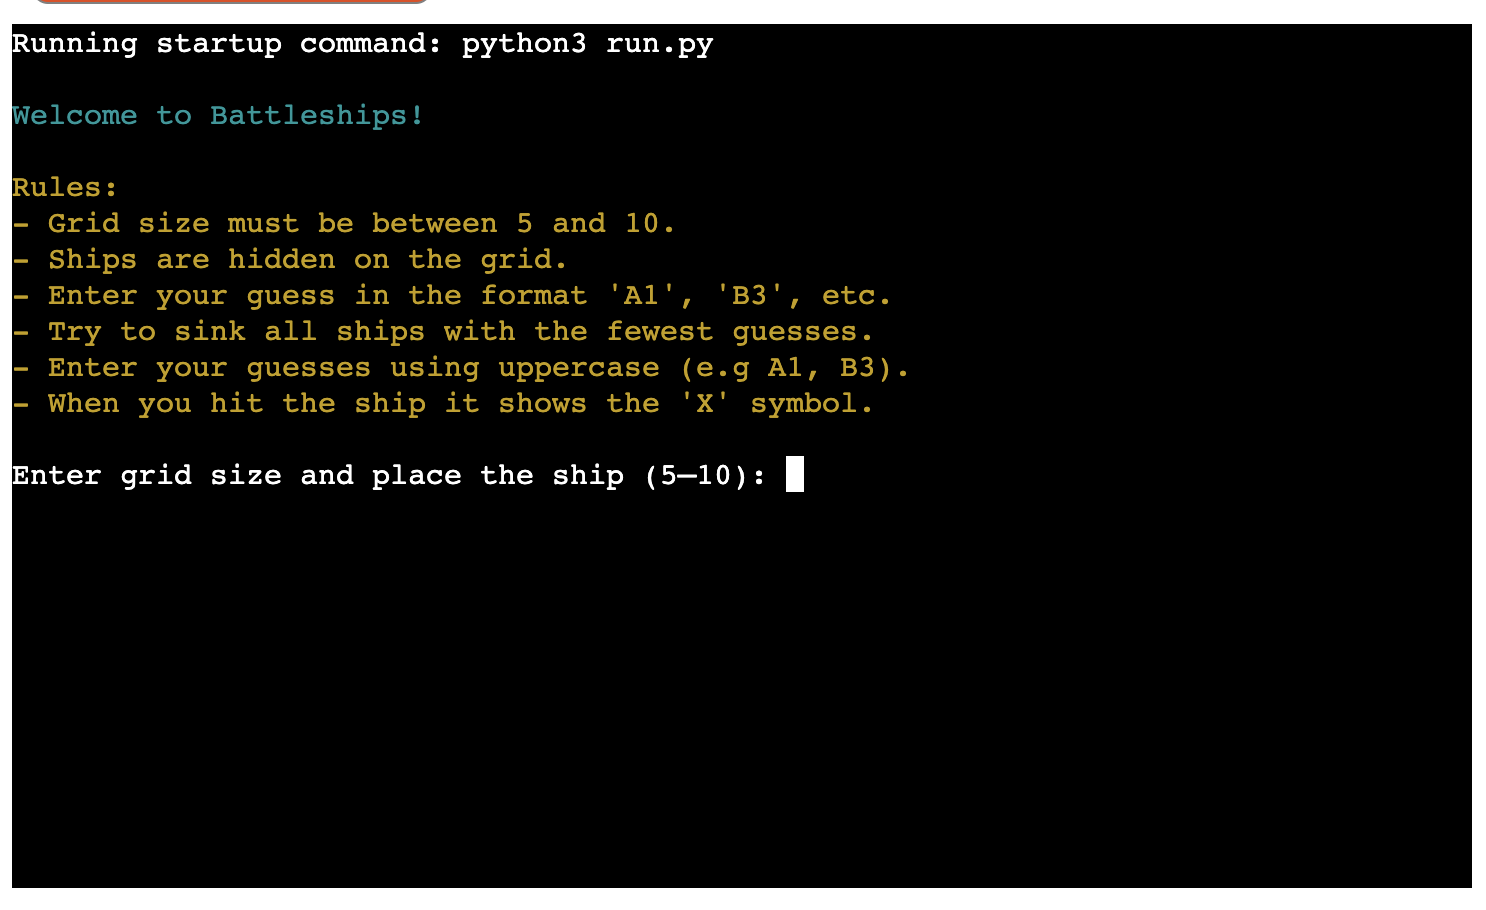 Running startup command: python3 run.py
Welcome to Battleships!
Rules:
- Grid size must be between 5 and 10.
- Ships are hidden on the grid.
- Enter your guess in the format 'A1', 'B3', etc.
- Try to sink all ships with the fewest guesses.
- Enter your guesses using uppercase (e.g A1, B3).
- When you hit the ship it shows the 'X' symbol.
Enter grid size and place the ship (5–10):